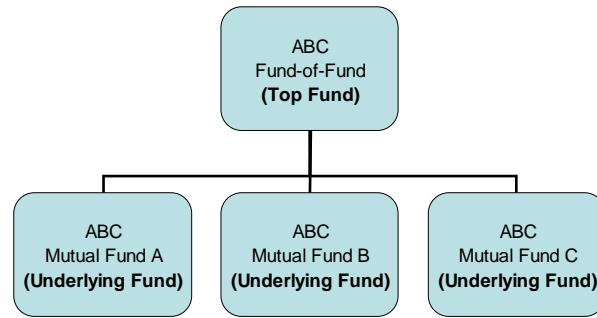 ABC
Fund-of-Fund
(Top Fund)
ABC
Mutual Fund A
(Underlying Fund)
ABC
Mutual Fund B
(Underlying Fund)
ABC
Mutual Fund C
(Underlying Fund)